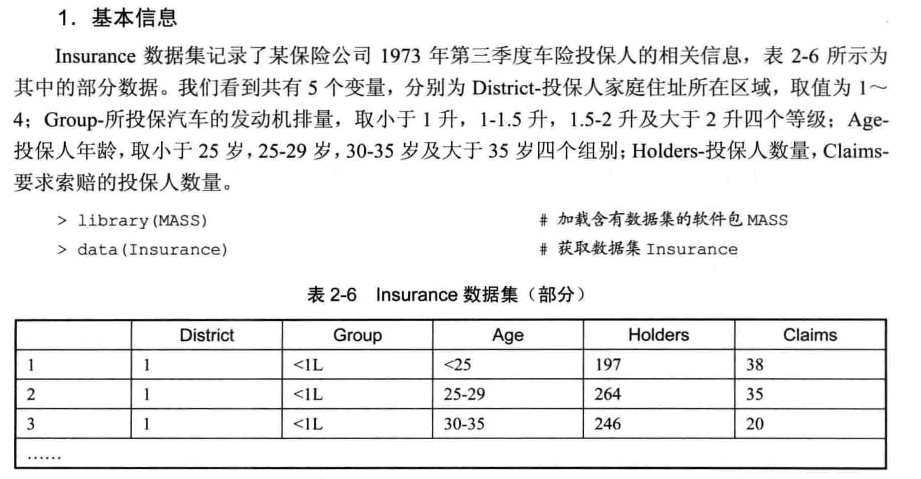 1．基本信息
Insurance 数据集记录了某保险公司 1973 年第三季度车险投保人的相关信息，表 2-6 所示为
其中的部分数据。我们看到共有 5 个变量，分别为 District-投保人家庭住址所在区域，取值为 1～
4；Group-所投保汽车的发动机排量，取小于 1 升，1-1.5 升，1.5-2 升及大于 2 升四个等级；Age-
投保人年龄，取小于 25 岁，25-29 岁，30-35 岁及大于 35 岁四个组别；Holders-投保人数量，Claims-
要求索赔的投保人数量。
> library(MASS) # 加载含有数据集的软件包 MASS
> data(Insurance) # 获取数据集 Insurance
表 2-6 Insurance 数据集（部分）
District Group Age Holders Claims
1 1 <1L <25 197 38
2 1 <1L 25-29 264 35
3 1 <1L 30-35 246 20
……